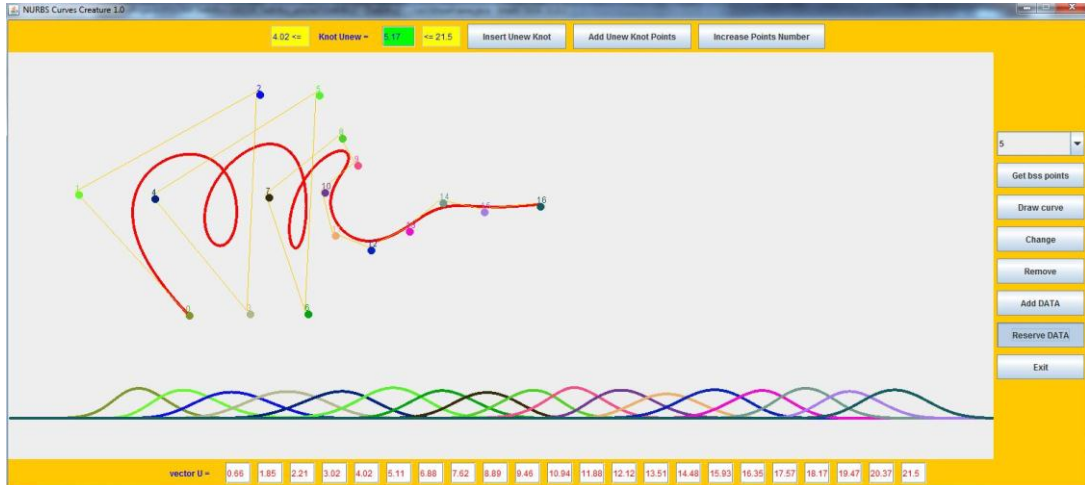 NURBS Curves Creature 1.0
4.02 <= Knot Unew = 5.17 <= 21.5 Insert Unew Knot Add Unew Knot Points Increase Points Number
2 5
8
5
9
1 4 7 10
Get bss points
14 16
15
Draw curve
13
12
Change
Remove
0 3 6
Add DATA
Reserve DATA
Exit
vector U = 0.66 1.85 2.21 3.02 4.02 5.11 6.88 7.62 8.89 9.46 10.94 11.88 12.12 13.51 14.48 15.93 16.35 17.57 18.17 19.47 20.37 21.5